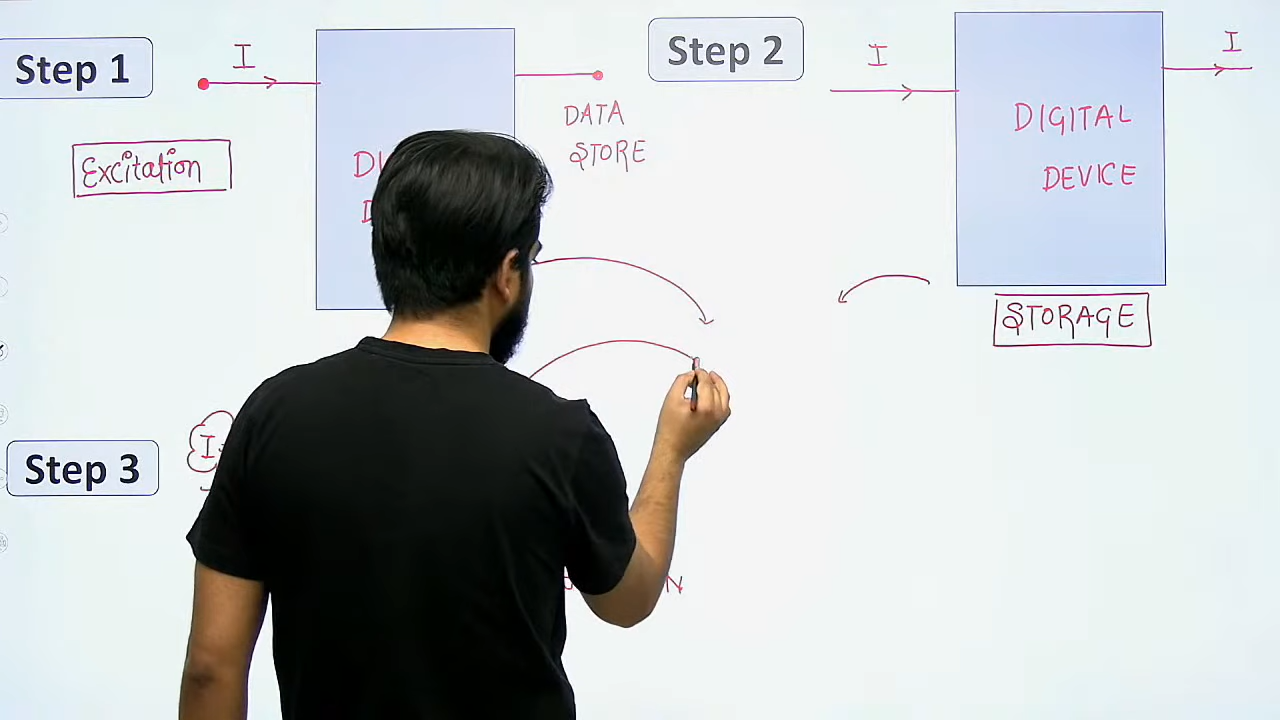 Step 1
I
DATA
STORE
Excitation
Step 2
I
I
DIGITAL
DEVICE
STORAGE
Step 3
I